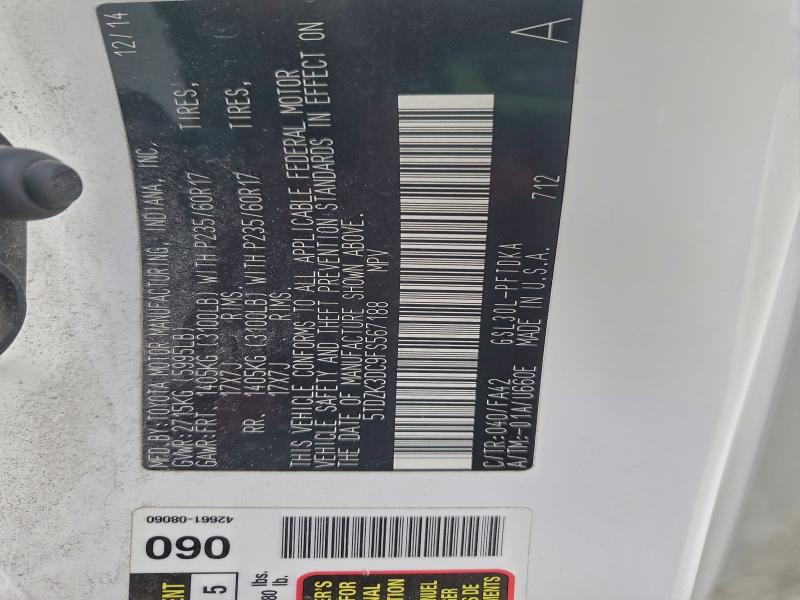 MFD.BY:TOYOTA MOTOR MANUFACTURING, INDIANA, INC. 12/14
GVWR:2715KG (5995LB)
GAWR:FRT. 1405KG (3100LB) WITH P235/60R17 TIRES,
17X7J RIMS,
RR. 1405KG (3100LB) WITH P235/60R17 TIRES,
17X7J RIMS
THIS VEHICLE CONFORMS TO ALL APPLICABLE FEDERAL MOTOR
VEHICLE SAFETY AND THEFT PREVENTION STANDARDS IN EFFECT ON
THE DATE OF MANUFACTURE SHOWN ABOVE.
5TDZK3DC9FS567188 MPV
C/TR:040/FA42 GSL30L-PFTDKA
A/TM:-01A/U660E MADE IN U.S.A. 712
A
42661-08060
060
5
lbs.
lb.